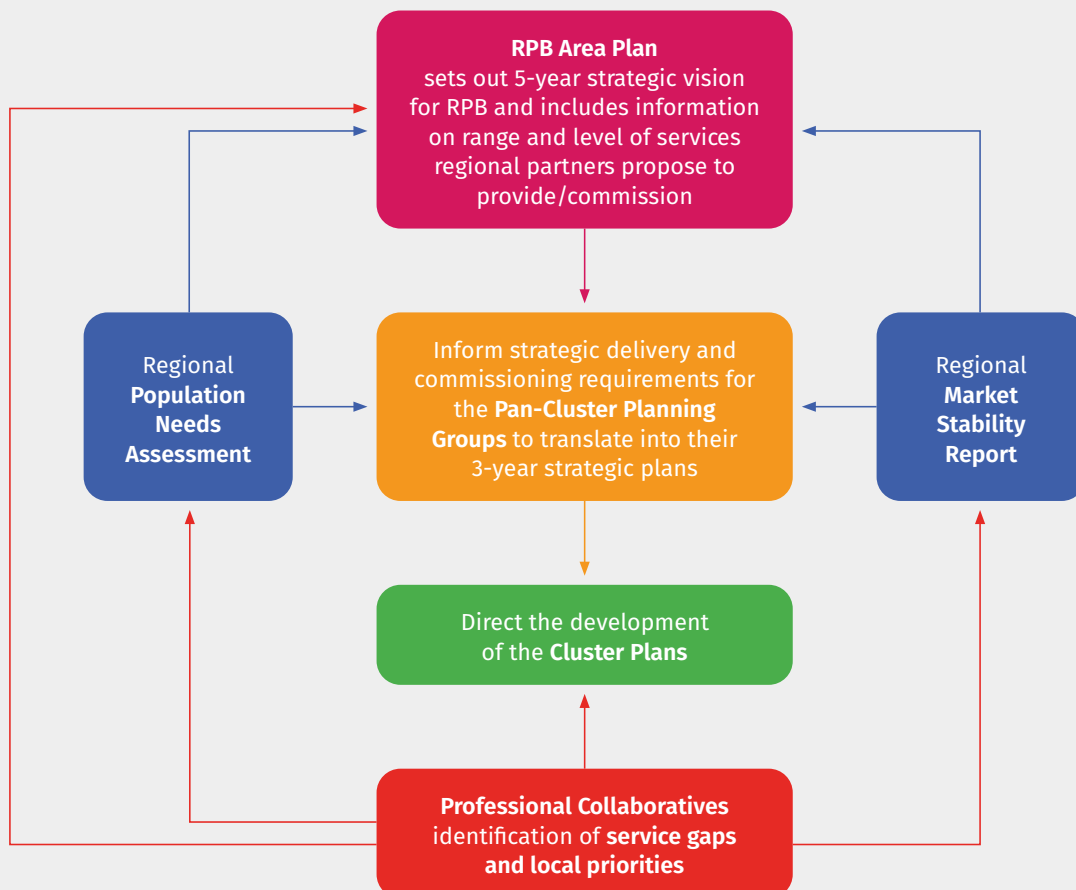 RPB Area Plan
sets out 5-year strategic vision
for RPB and includes information
on range and level of services
regional partners propose to
provide/commission
Regional
Population
Needs
Assessment
Inform strategic delivery and
commissioning requirements for
the Pan-Cluster Planning
Groups to translate into their
3-year strategic plans
Regional
Market
Stability
Report
Direct the development
of the Cluster Plans
Professional Collaboratives
identification of service gaps
and local priorities